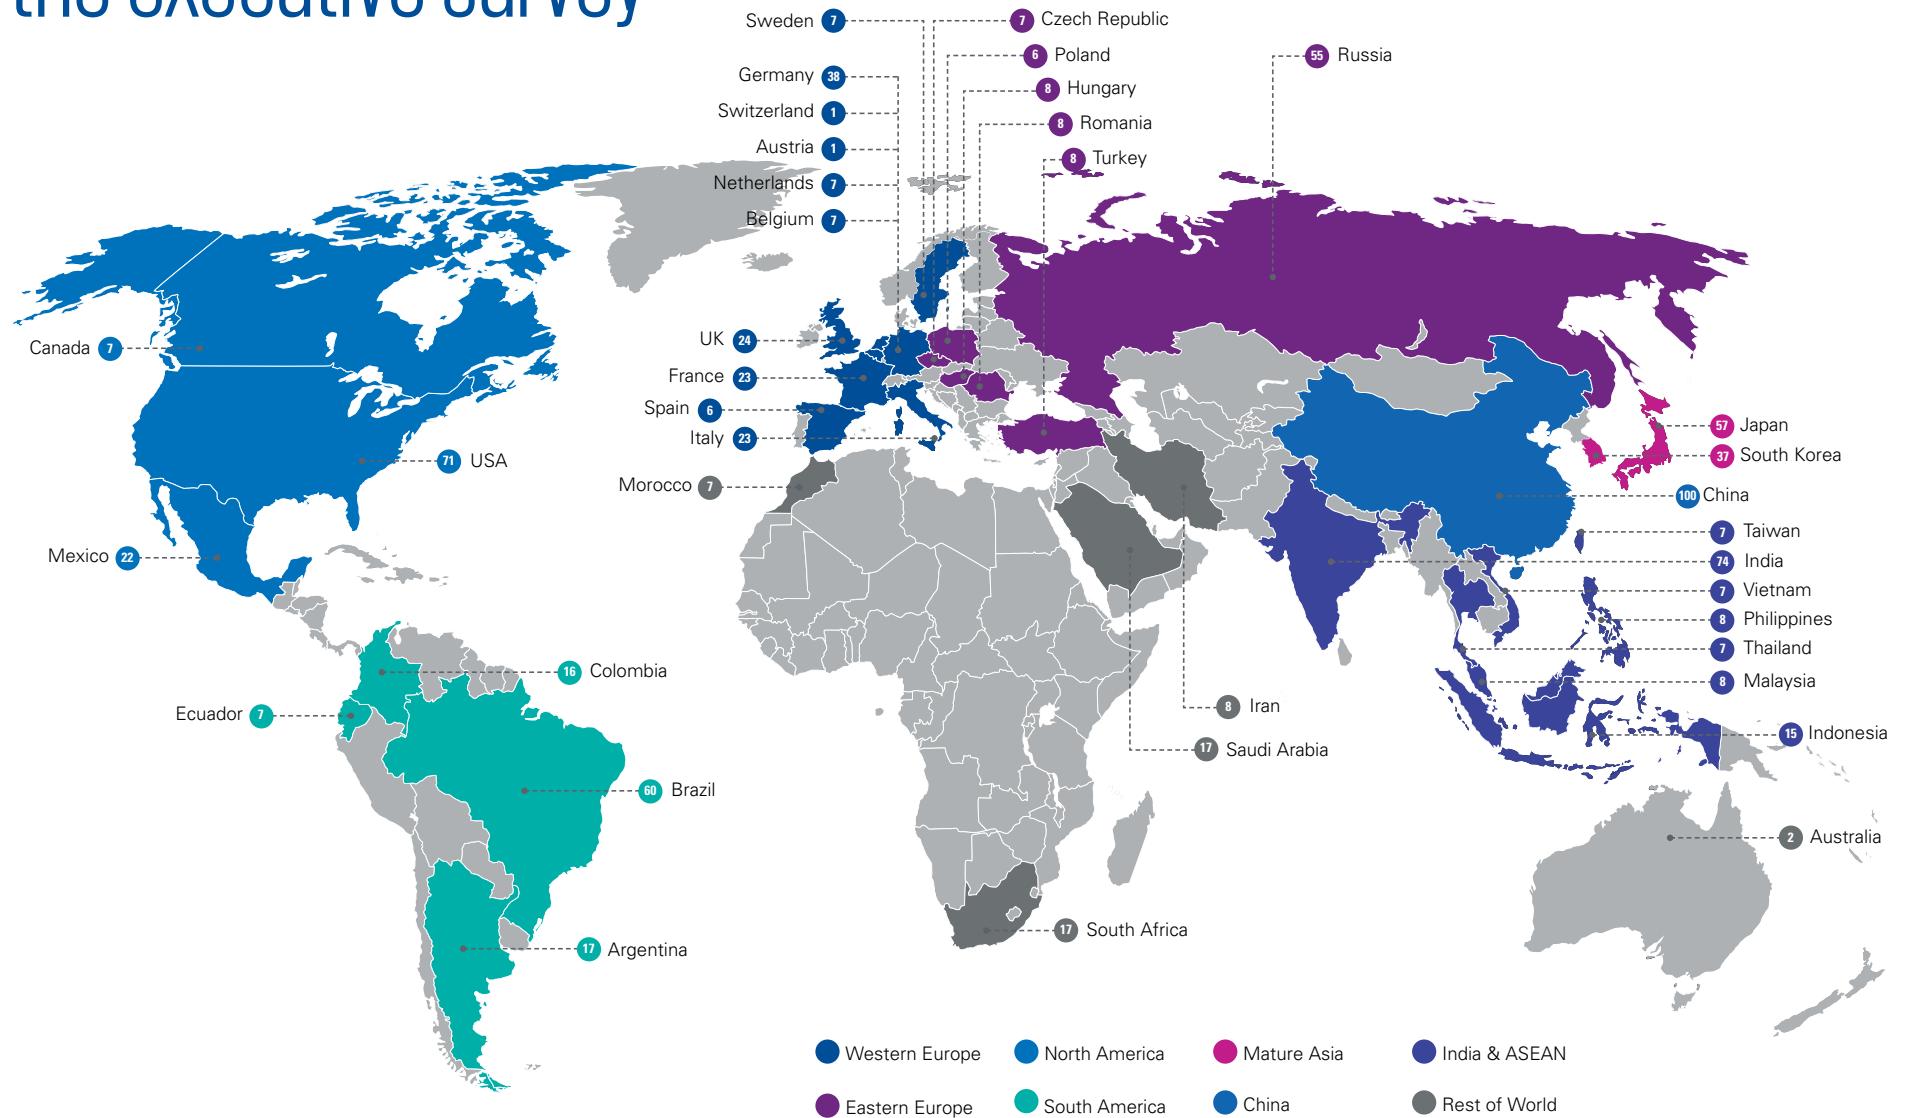 the executive survey
Sweden 7
7 Czech Republic
6 Poland
55 Russia
Germany 38
8 Hungary
Switzerland 1
8 Romania
Austria 1
8 Turkey
Netherlands 7
Belgium 7
Canada 7
UK 24
France 23
Spain 6
Italy 23
57 Japan
37 South Korea
71 USA
Morocco 7
100 China
7 Taiwan
Mexico 22
74 India
7 Vietnam
8 Philippines
7 Thailand
16 Colombia
8 Malaysia
Ecuador 7
8 Iran
15 Indonesia
17 Saudi Arabia
60 Brazil
2 Australia
17 South Africa
17 Argentina
Western Europe
North America
Mature Asia
India & ASEAN
Eastern Europe
South America
China
Rest of World